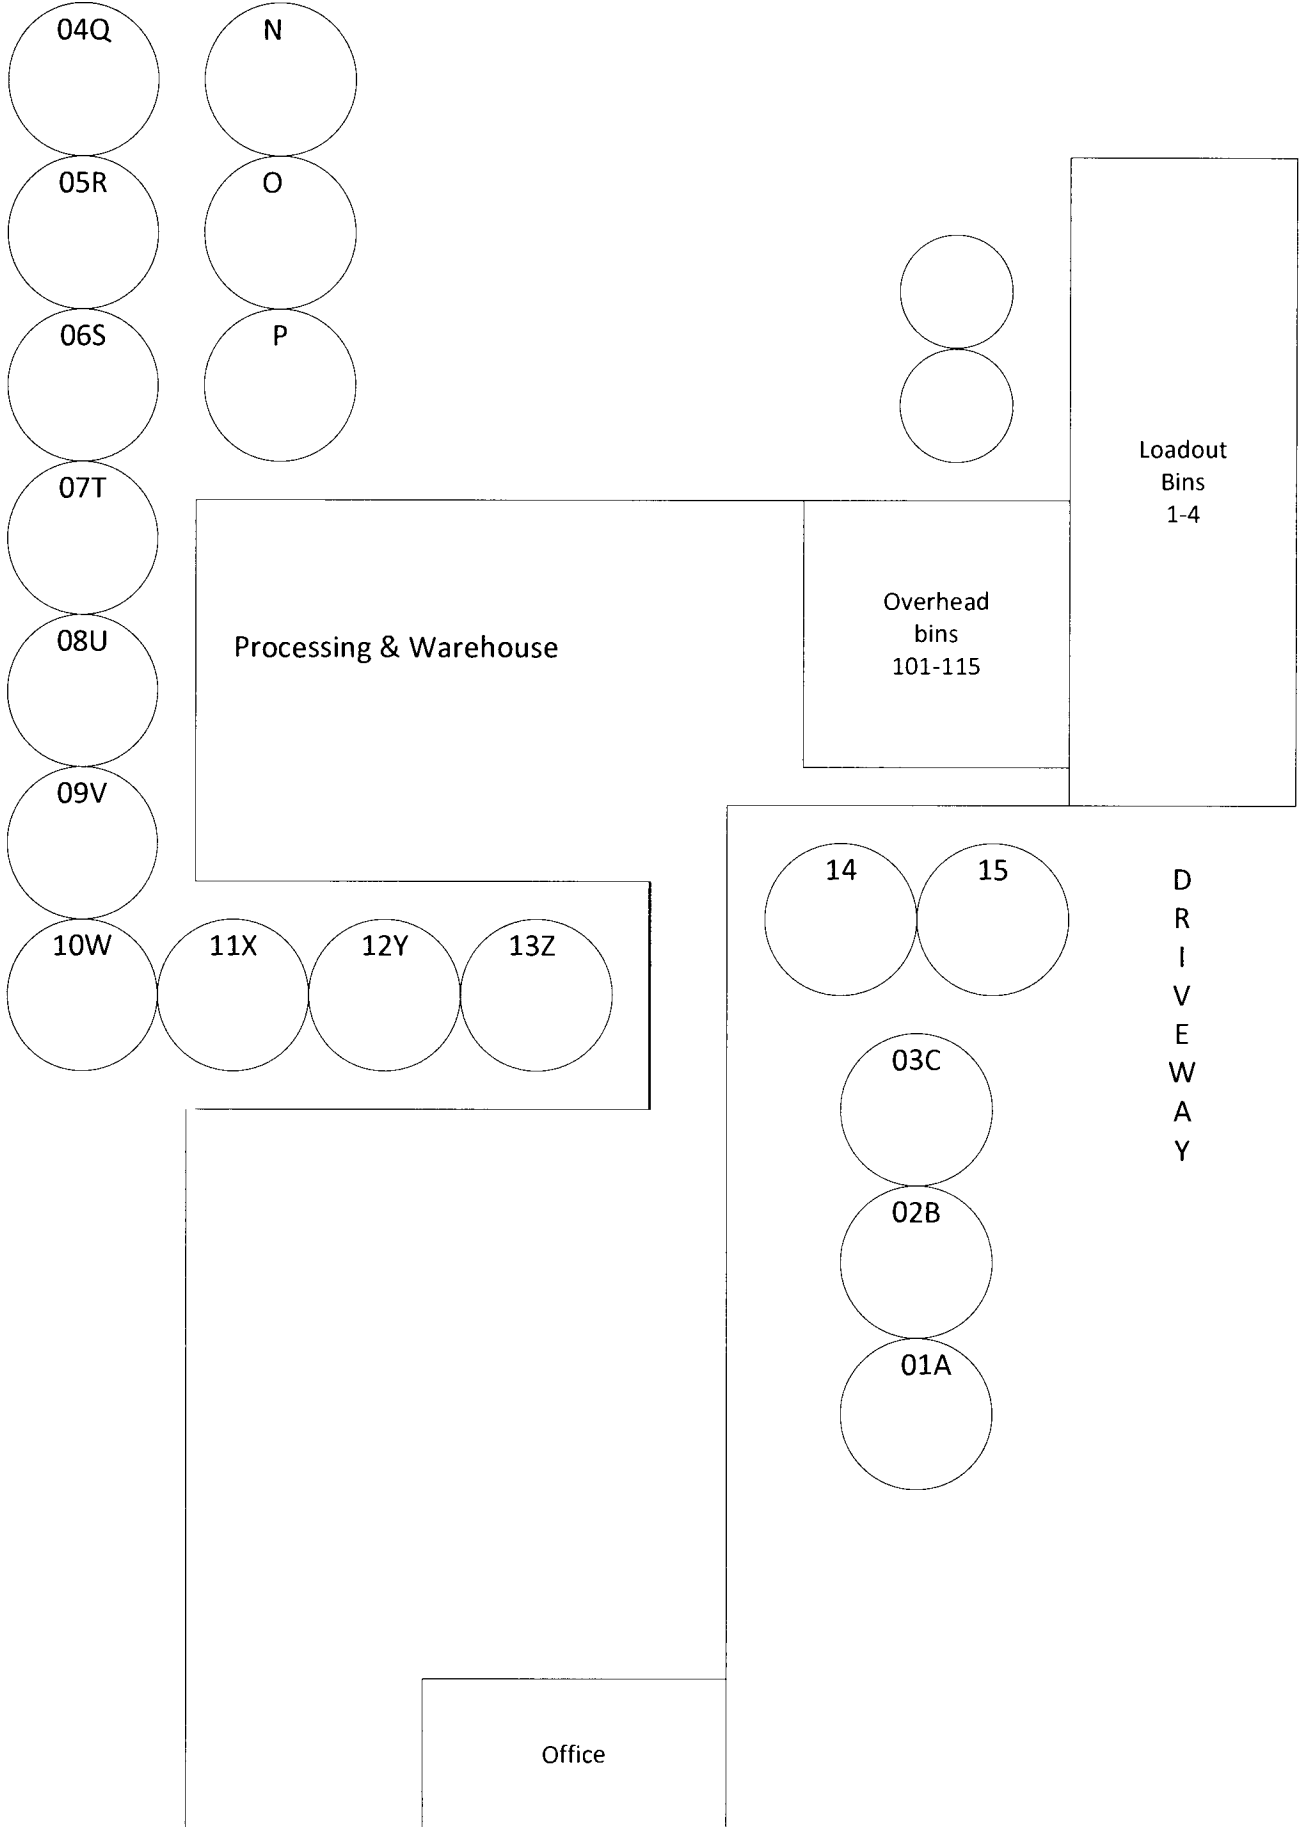 04Q
N
05R
O
06S
P
07T
Loadout
Bins
1-4
Overhead
bins
101-115
08U
Processing & Warehouse
09V
14
15
D
R
I
V
E
W
A
Y
10W
11X
12Y
13Z
03C
02B
01A
Office